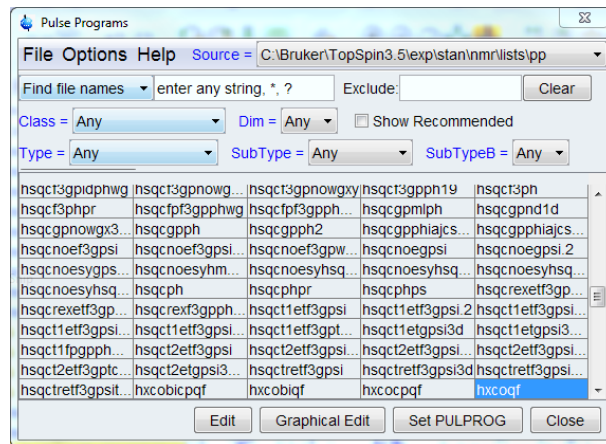 Pulse Programs
File Options Help Source = C:\Bruker\TopSpin3.5\exp\stan\nmr\lists\pp
Find file names enter any string, *, ? Exclude: Clear
Class = Any Dim = Any Show Recommended
Type = Any SubType = Any SubTypeB = Any
hsqcf3gpidphwg hsqcf3gpnowg... hsqcf3gpnowgxy hsqcf3gpph19 hsqcf3ph
hsqcf3phpr hsqcfpf3gpphwg hsqcfpf3gpph... hsqcgpmlph hsqcgpnd1d
hsqcgpnowgx3... hsqcgpph hsqcgpph2 hsqcgpphiajcs... hsqcgpphiajcs...
hsqcnoef3gpsi hsqcnoef3gpsi... hsqcnoef3gpw... hsqcnoegpsi hsqcnoegpsi.2
hsqcnoesygps... hsqcnoesyhm... hsqcnoesyhsq... hsqcnoesyhsq... hsqcnoesyhsq...
hsqcnoesyhsq... hsqcph hsqcphpr hsqcphps hsqcrexetf3gp...
hsqcrexetf3gp... hsqcrexf3gpph... hsqct1etf3gpsi hsqct1etf3gpsi.2 hsqct1etf3gpsi...
hsqct1etf3gpsi... hsqct1etf3gpsi... hsqct1etf3gpt... hsqct1etgpsi3d hsqct1etgpsi3...
hsqct1fpgpph... hsqct2etf3gpsi hsqct2etf3gpsi... hsqct2etf3gpsi... hsqct2etf3gpsi...
hsqct2etf3gptc... hsqct2etgpsi3... hsqctretf3gpsi hsqctretf3gpsi3d hsqctretf3gpsi...
hsqctretf3gpsit... hxcobicpqf hxcobiqf hxcocpqf hxcoqf
Edit Graphical Edit Set PULPROG Close